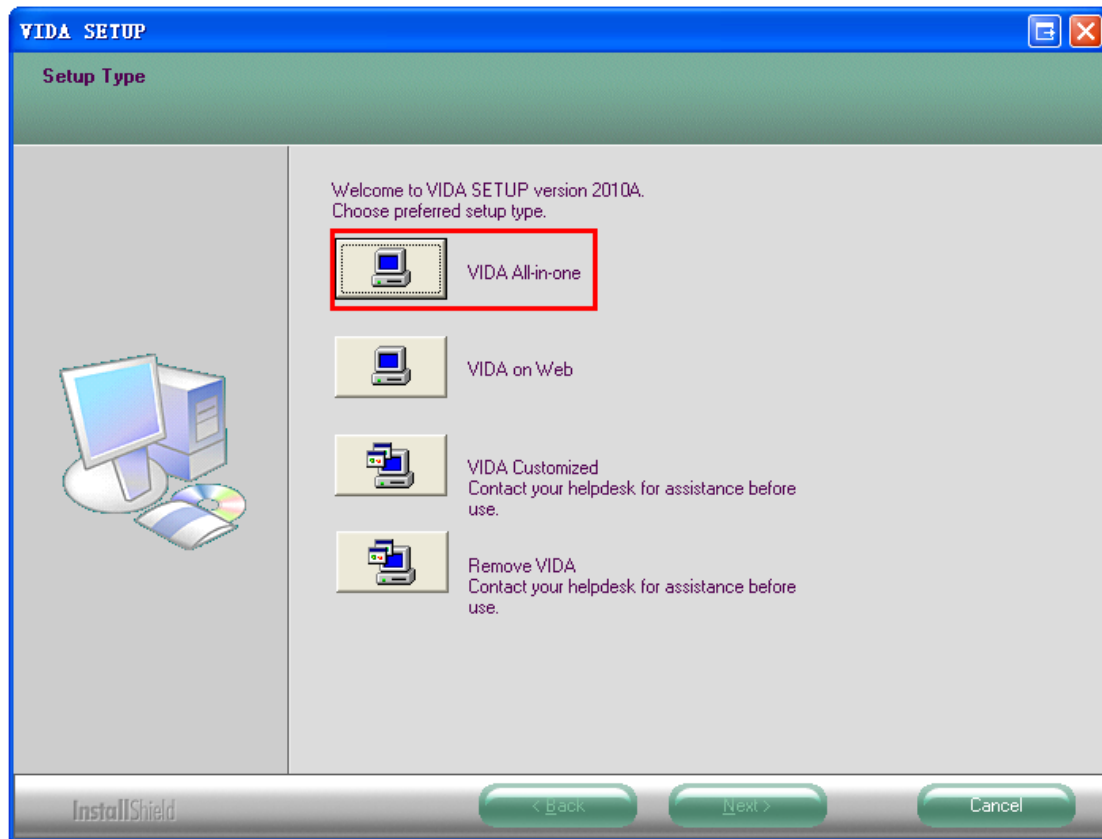 VIDA SETUP
Setup Type
Welcome to VIDA SETUP version 2010A.
Choose preferred setup type.
VIDA All-in-one
VIDA on Web
VIDA Customized
Contact your helpdesk for assistance before
use.
Remove VIDA
Contact your helpdesk for assistance before
use.
InstallShield
< Back
Next >
Cancel